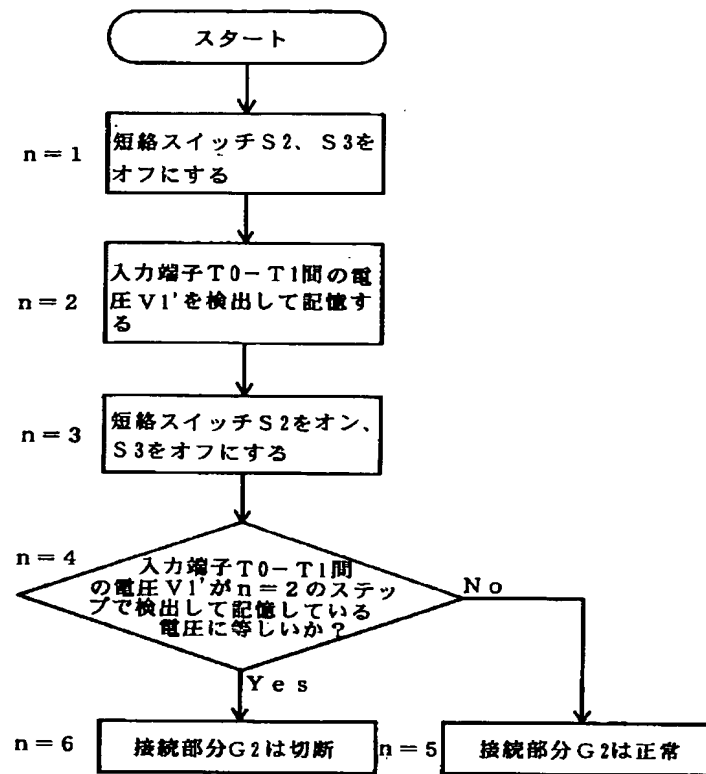 スタート
n=1
短絡スイッチS2、S3を
オフにする
n=2
入力端子T0-T1間の電
圧V1'を検出して記憶す
る
n=3
短絡スイッチS2をオン、
S3をオフにする
n=4
入力端子T0-T1間
の電圧V1'がn=2のステッ
プで検出して記憶している
電圧に等しいか？
No
Yes
n=6
接続部分G2は切断
n=5
接続部分G2は正常